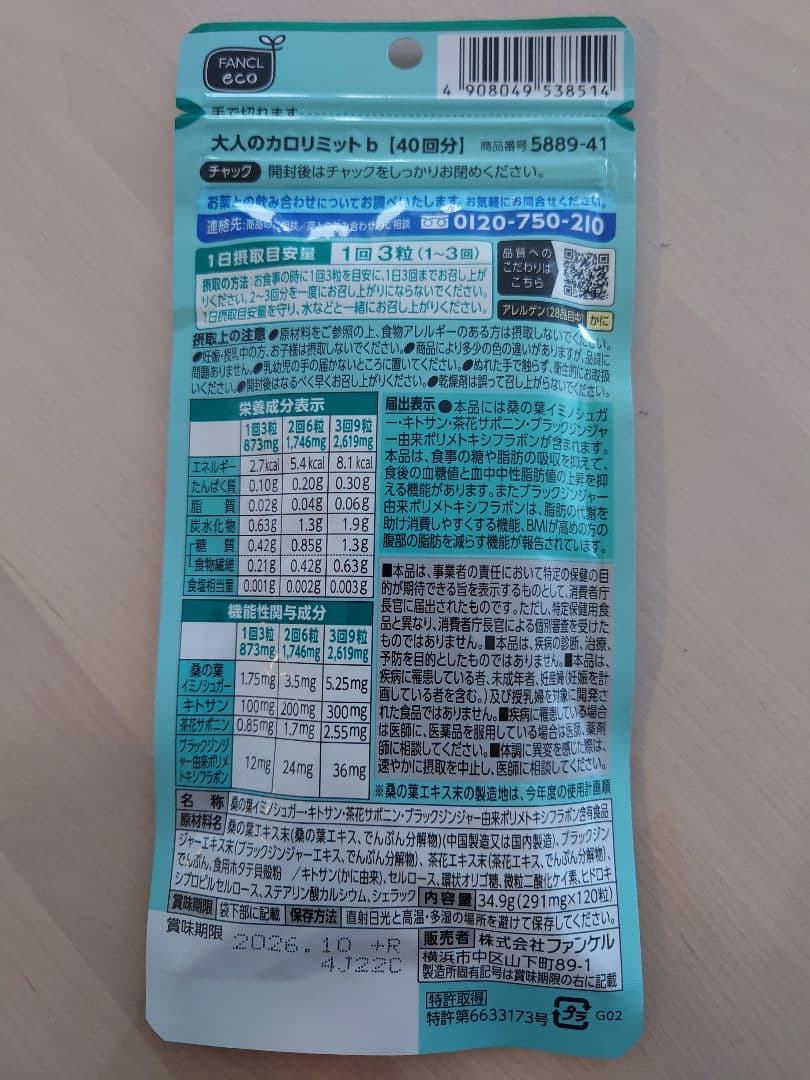 FANCL
eco
4 908049 538514
手で切れます
大人のカロリミットb【40回分】 商品番号 5889-41
チャック 開封後はチャックをしっかりお閉めください。
お薬との飲み合わせについてお調べいたします。お気軽にお問合せください。
連絡先:商品のご相談/薬との飲み合わせのご相談 0120-750-210
1日摂取目安量 1回3粒(1~3回)
摂取の方法:お食事の時に1回3粒を目安に、1日3回までお召し上が
りください。2~3回分を一度にお召し上がりにならないでください。
1日摂取目安量を守り、水などと一緒にお召し上がりください。
品質への
こだわりは
こちら
アレルゲン(28品目中) かに
摂取上の注意 ●原材料をご参照の上、食物アレルギーのある方は摂取しないでください。
●妊娠・授乳中の方、お子様は摂取しないでください。●商品により多少の色の違いがありますが、品質に
問題ありません。●乳幼児の手の届かないところに置いてください。●ぬれた手で触らず、衛生的にお取扱
いください。●開封後はなるべく早くお召し上がりください。●乾燥剤は誤って召し上がらないでください。
栄養成分表示
1回3粒 2回6粒 3回9粒
873mg 1,746mg 2,619mg
エネルギー 2.7kcal 5.4kcal 8.1kcal
たんぱく質 0.10g 0.20g 0.30g
脂質 0.02g 0.04g 0.06g
炭水化物 0.63g 1.3g 1.9g
糖質 0.42g 0.85g 1.3g
食物繊維 0.21g 0.42g 0.63g
食塩相当量 0.001g 0.002g 0.003g
機能性関与成分
1回3粒 2回6粒 3回9粒
873mg 1,746mg 2,619mg
桑の葉
イミノシュガー 1.75mg 3.5mg 5.25mg
キトサン 100mg 200mg 300mg
茶花サポニン 0.85mg 1.7mg 2.55mg
ブラックジンジ
ャー由来ポリメ
トキシフラボン 12mg 24mg 36mg
届出表示 ●本品には桑の葉イミノシュガ
ー・キトサン・茶花サポニン・ブラックジンジャ
ー由来ポリメトキシフラボンが含まれます。
本品は、食事の糖や脂肪の吸収を抑えて、
食後の血糖値と血中中性脂肪値の上昇を抑
える機能があります。またブラックジンジャー
由来ポリメトキシフラボンは、脂肪の代謝を
助け消費しやすくする機能、BMIが高めの方の
腹部の脂肪を減らす機能が報告されています。
■本品は、事業者の責任において特定の保健の目
的が期待できる旨を表示するものとして、消費者庁
長官に届出されたものです。ただし、特定保健用食
品と異なり、消費者庁長官による個別審査を受けた
ものではありません。■本品は、疾病の診断、治療、
予防を目的としたものではありません。■本品は、
疾病に罹患している者、未成年者、妊産婦(妊娠を計
画している者を含む。)及び授乳婦を対象に開発さ
れた食品ではありません。■疾病に罹患している場合
は医師に、医薬品を服用している場合は医師、薬剤
師に相談してください。■体調に異変を感じた際は、
速やかに摂取を中止し、医師に相談してください。
※桑の葉エキス末の製造地は、今年度の使用計画順
名称 桑の葉イミノシュガー・キトサン・茶花サポニン・ブラックジンジャー由来ポリメトキシフラボン含有食品
原材料名 桑の葉エキス末(桑の葉エキス、でんぷん分解物)(中国製造又は国内製造)、ブラックジン
ジャーエキス末(ブラックジンジャーエキス、でんぷん分解物)、茶花エキス末(茶花エキス、でんぷん分解物)、
でんぷん、食用ホタテ貝殻粉 /キトサン(かに由来)、セルロース、環状オリゴ糖、微粒二酸化ケイ素、ヒドロキ
シプロピルセルロース、ステアリン酸カルシウム、シェラック 内容量 34.9g(291mg×120粒)
賞味期限 袋下部に記載 保存方法 直射日光と高温・多湿の場所を避けて保存してください。
賞味期限 2026.10 +R
4J22C
販売者 株式会社ファンケル
横浜市中区山下町89-1
製造所固有記号は賞味期限の右に記載
特許取得
特許第6633173号 プラ G02